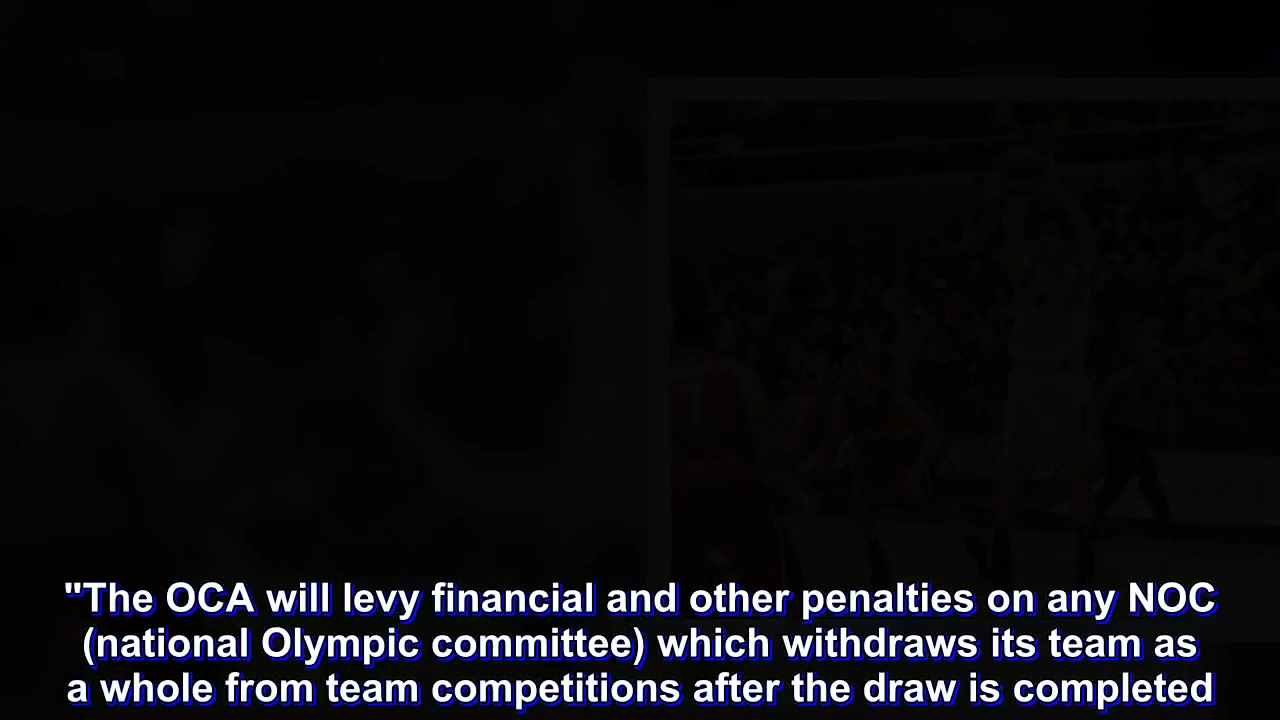 "The OCA will levy financial and other penalties on any NOC
(national Olympic committee) which withdraws its team as
a whole from team competitions after the draw is completed